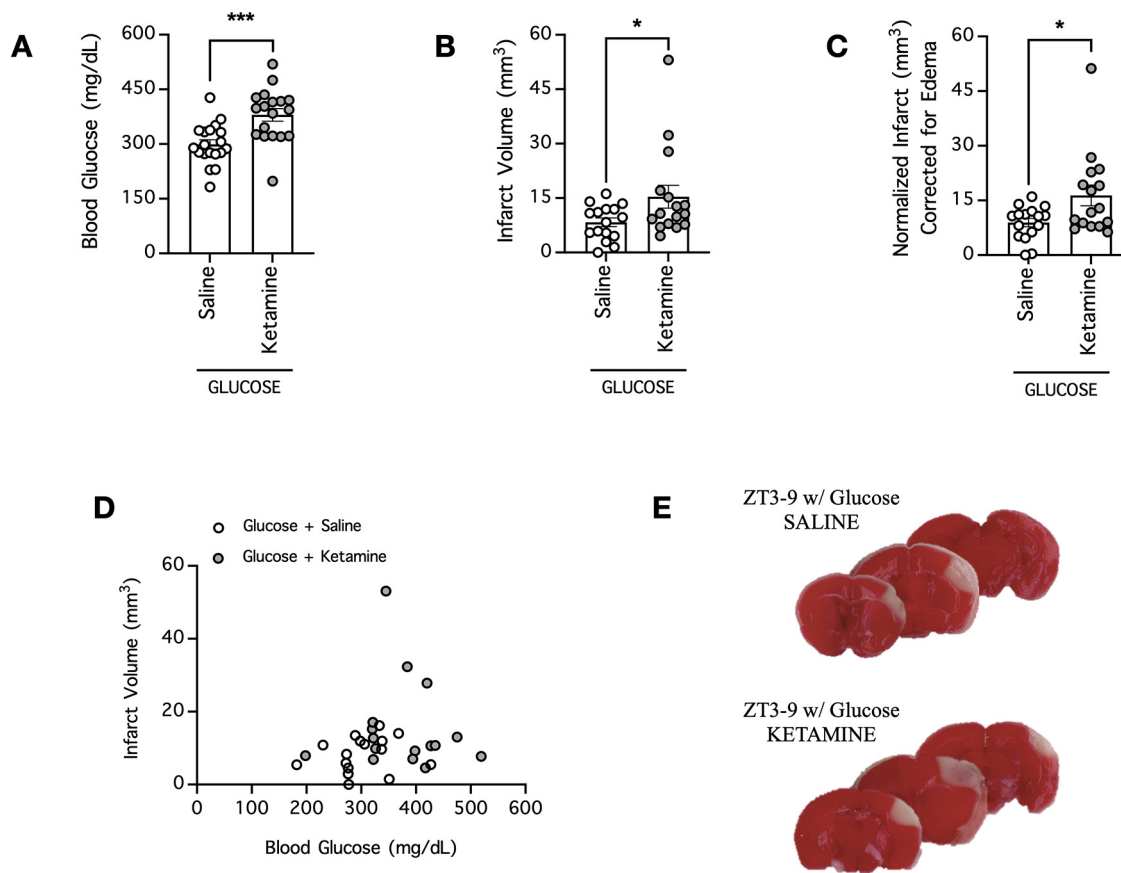 A
Blood Gluocse (mg/dL)
600
450
300
150
0
***
Saline
Ketamine
GLUCOSE
B
Infarct Volume (mm³)
60
45
30
15
0
*
Saline
Ketamine
GLUCOSE
C
Normalized Infarct (mm³)
Corrected for Edema
60
45
30
15
0
*
Saline
Ketamine
GLUCOSE
D
Glucose + Saline
Glucose + Ketamine
Infarct Volume (mm³)
60
40
20
0
0 100 200 300 400 500 600
Blood Glucose (mg/dL)
E
ZT3-9 w/ Glucose
SALINE
ZT3-9 w/ Glucose
KETAMINE